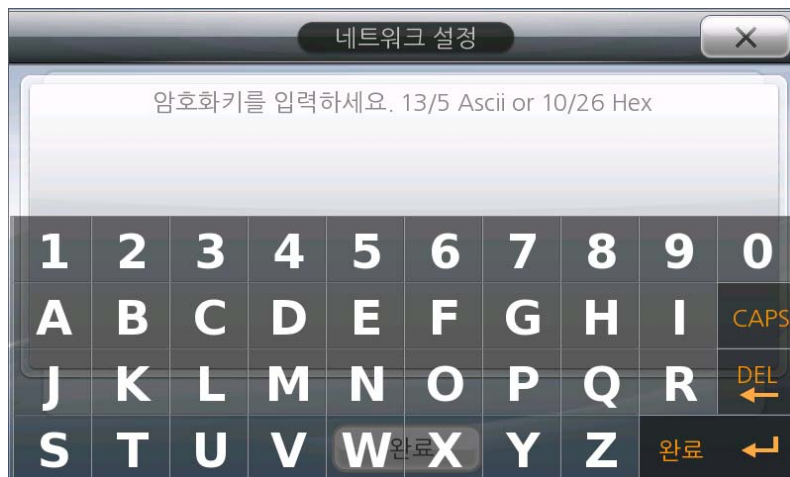 네트워크 설정
암호화키를 입력하세요. 13/5 Ascii or 10/26 Hex
1 2 3 4 5 6 7 8 9 0
A B C D E F G H I CAPS
J K L M N O P Q R DEL
S T U V W X Y Z 완료
완료